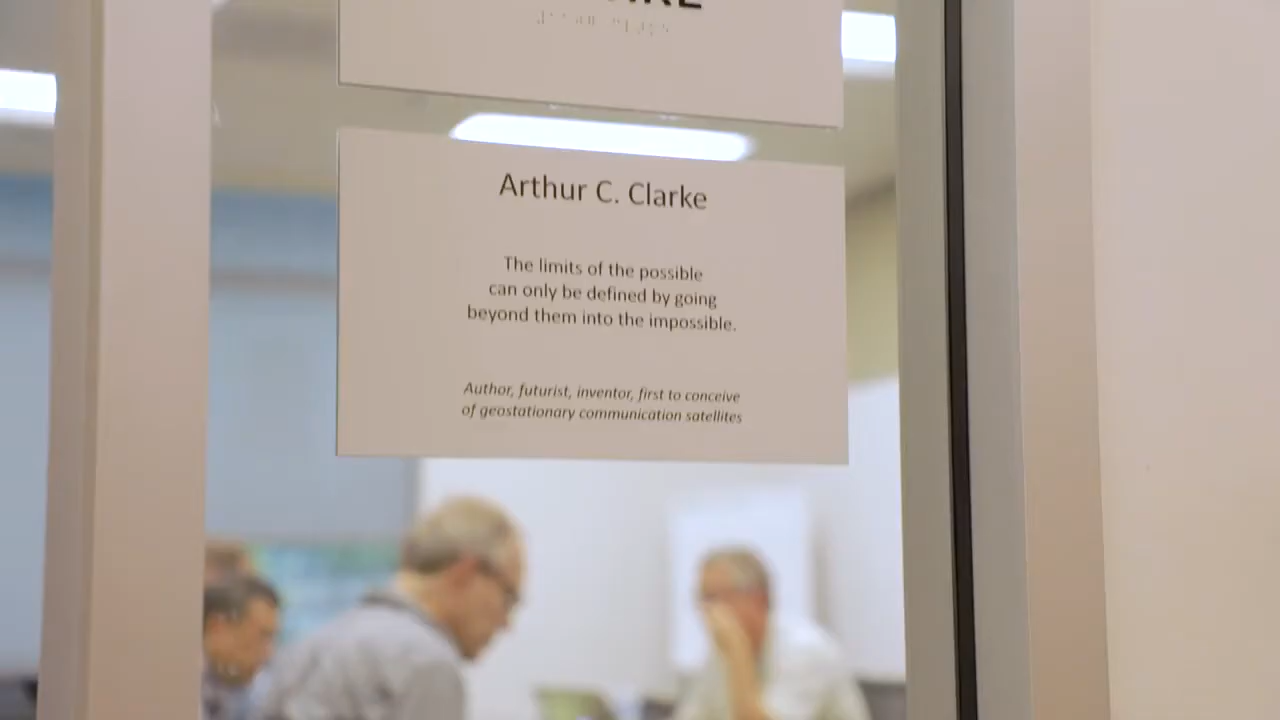 Arthur C. Clarke
The limits of the possible
can only be defined by going
beyond them into the impossible.
Author, futurist, inventor, first to conceive
of geostationary communication satellites